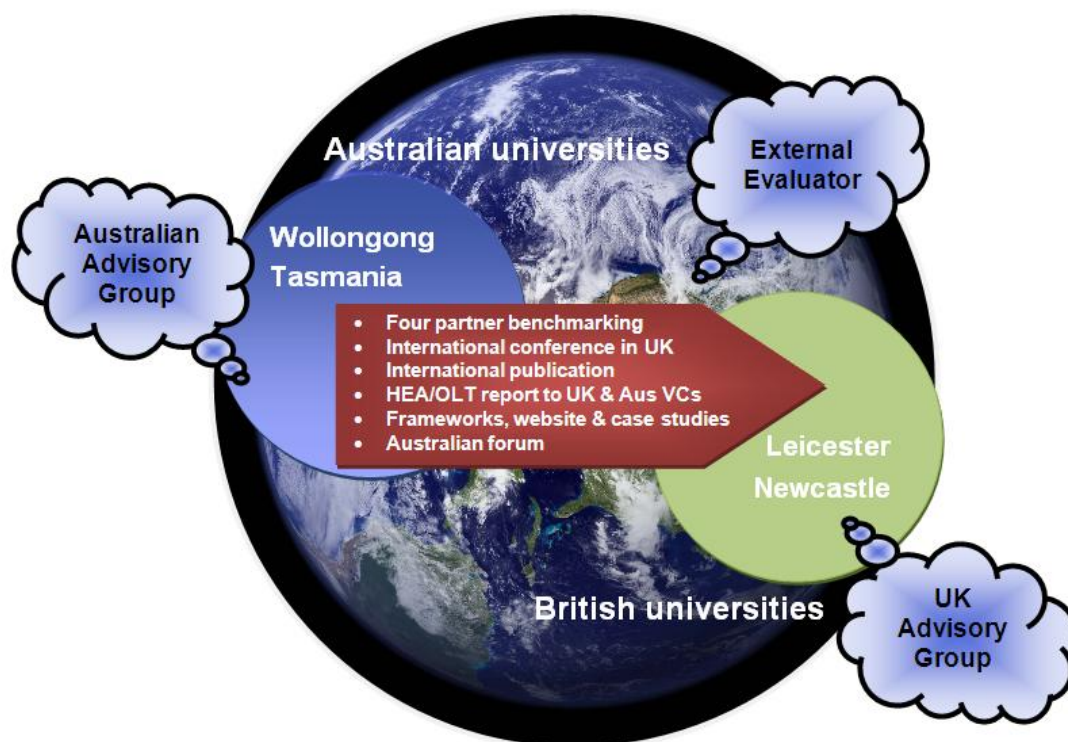 Australian universities
External
Evaluator
Australian
Advisory
Group
Wollongong
Tasmania
• Four partner benchmarking
• International conference in UK
• International publication
• HEA/OLT report to UK & Aus VCs
• Frameworks, website & case studies
• Australian forum
Leicester
Newcastle
British universities
UK
Advisory
Group